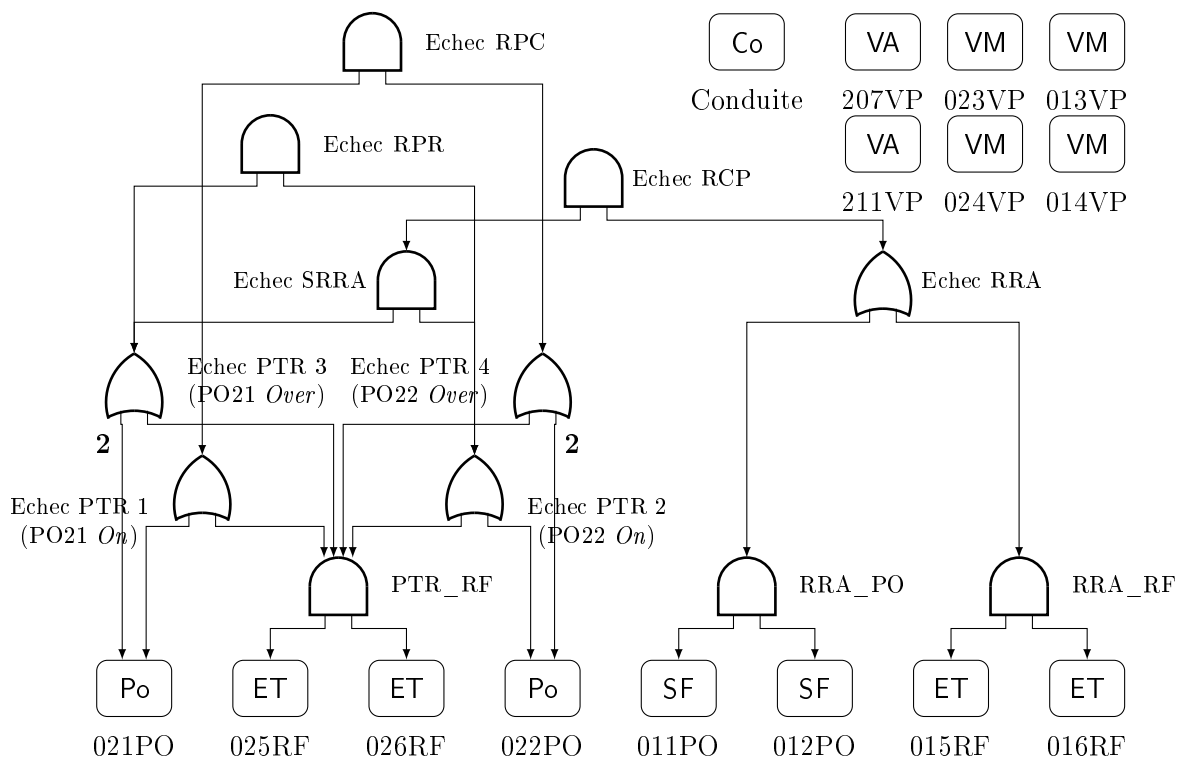 Echec RPC
Co VA VM VM
Conduite 207VP 023VP 013VP
Echec RPR
VA VM VM
Echec RCP
211VP 024VP 014VP
Echec SRRA
Echec RRA
Echec PTR 3
(PO21 Over)
Echec PTR 4
(PO22 Over)
2
2
Echec PTR 1
(PO21 On)
Echec PTR 2
(PO22 On)
PTR_RF
RRA_PO
RRA_RF
Po ET ET Po SF SF ET ET
021PO 025RF 026RF 022PO 011PO 012PO 015RF 016RF